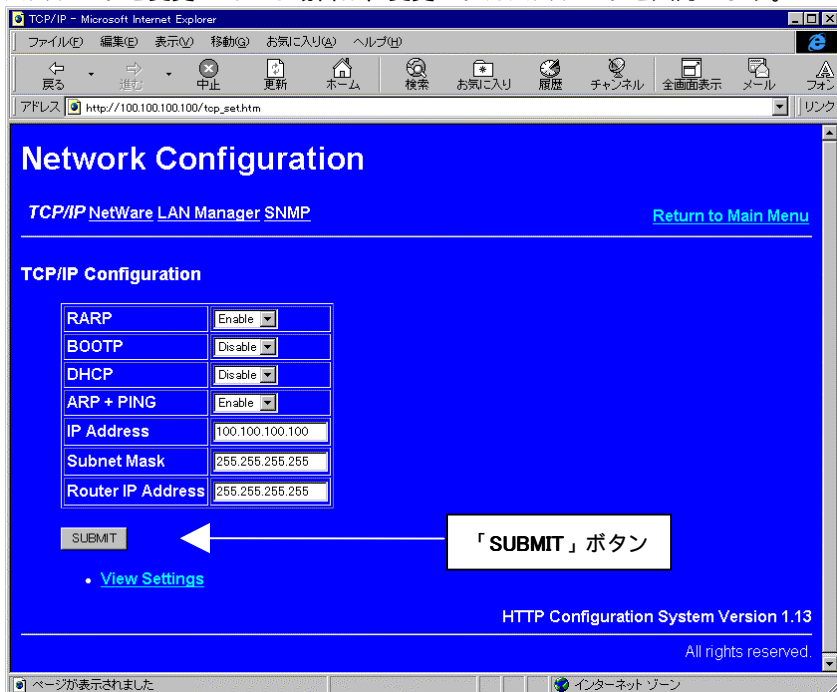 TCP/IP - Microsoft Internet Explorer
ファイル(F) 編集(E) 表示(V) 移動(G) お気に入り(A) ヘルプ(H)
戻る 進む 中止 更新 ホーム 検索 お気に入り 履歴 チャンネル 全画面表示 メール フォン
アドレス http://100.100.100.100/tcp_set.htm リンク
Network Configuration
TCP/IP NetWare LAN Manager SNMP
Return to Main Menu
TCP/IP Configuration
RARP Enable
BOOTP Disable
DHCP Disable
ARP + PING Enable
IP Address 100.100.100.100
Subnet Mask 255.255.255.255
Router IP Address 255.255.255.255
SUBMIT
「SUBMIT」ボタン
• View Settings
HTTP Configuration System Version 1.13
All rights reserved.
ページが表示されました インターネット ゾーン